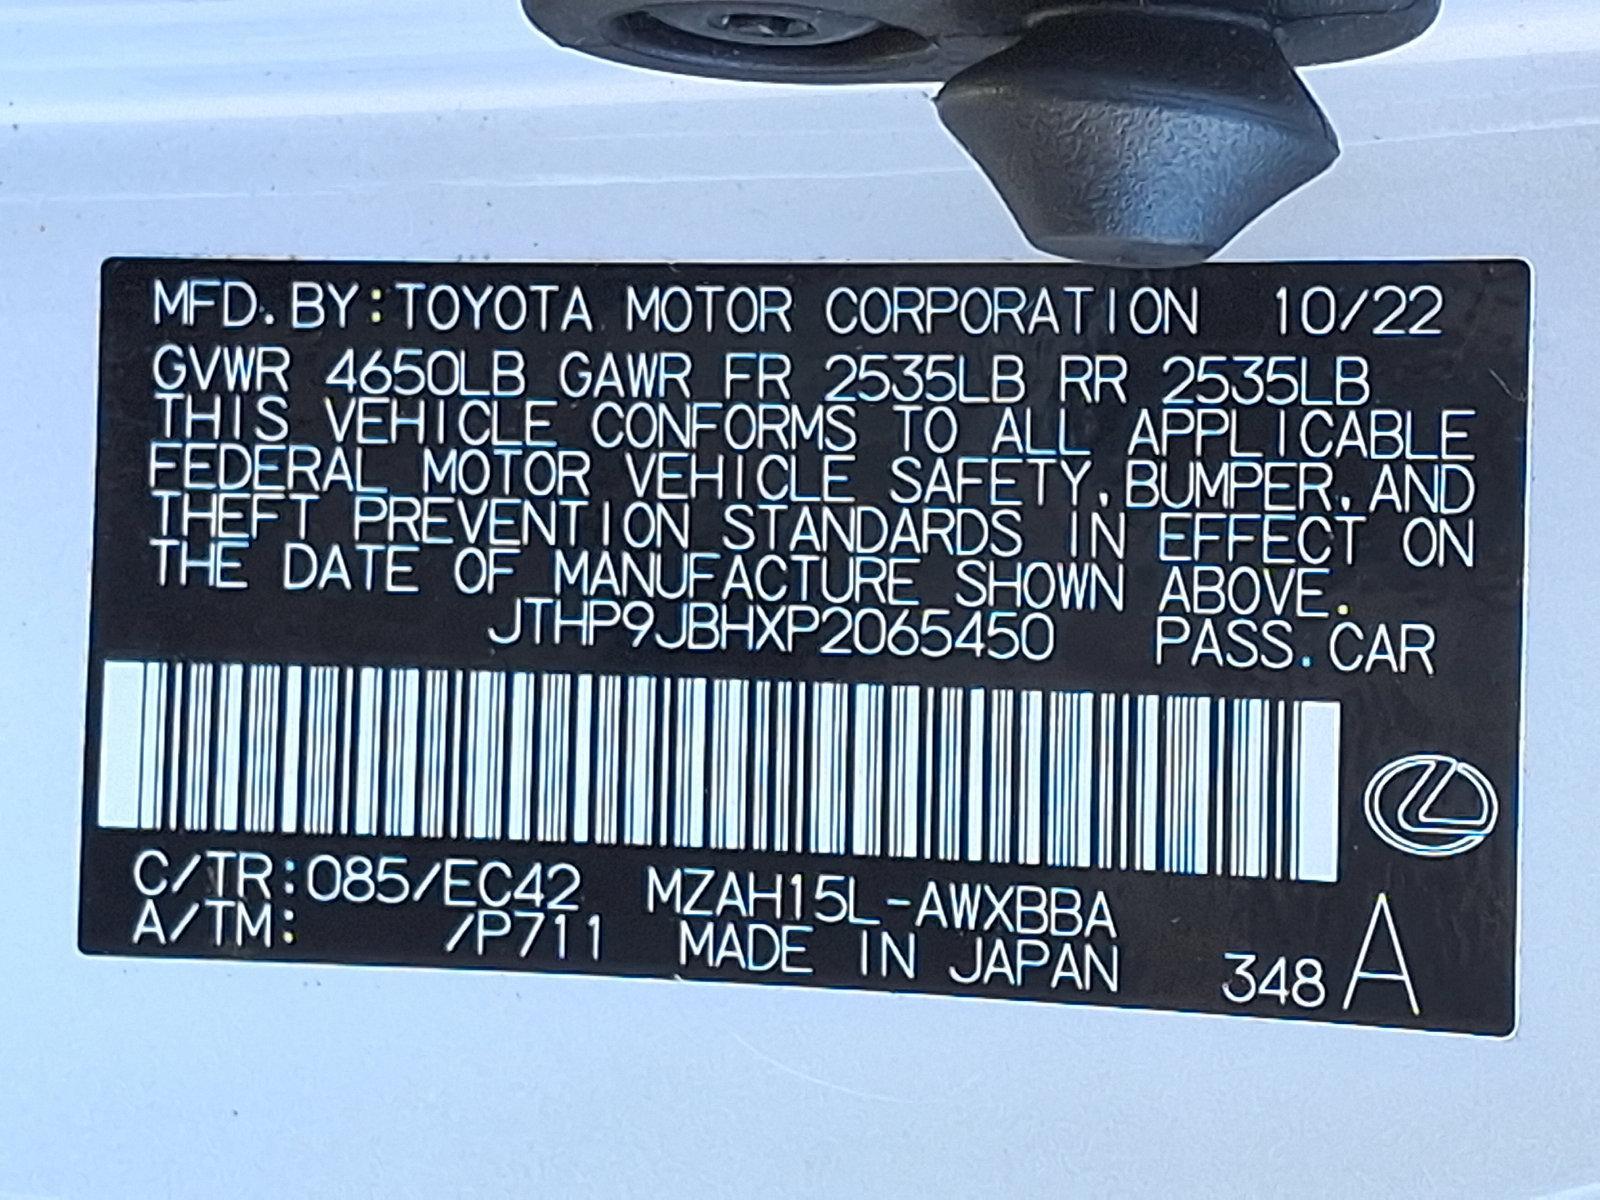 MFD. BY: TOYOTA MOTOR CORPORATION 10/22
GVWR 4650LB GAWR FR 2535LB RR 2535LB
THIS VEHICLE CONFORMS TO ALL APPLICABLE
FEDERAL MOTOR VEHICLE SAFETY, BUMPER, AND
THEFT PREVENTION STANDARDS IN EFFECT ON
THE DATE OF MANUFACTURE SHOWN ABOVE.
JTHP9JBHXP2065450 PASS. CAR
C/TR: 085/EC42 MZAH15L-AWXBBA
A/TM: /P711 MADE IN JAPAN 348 A